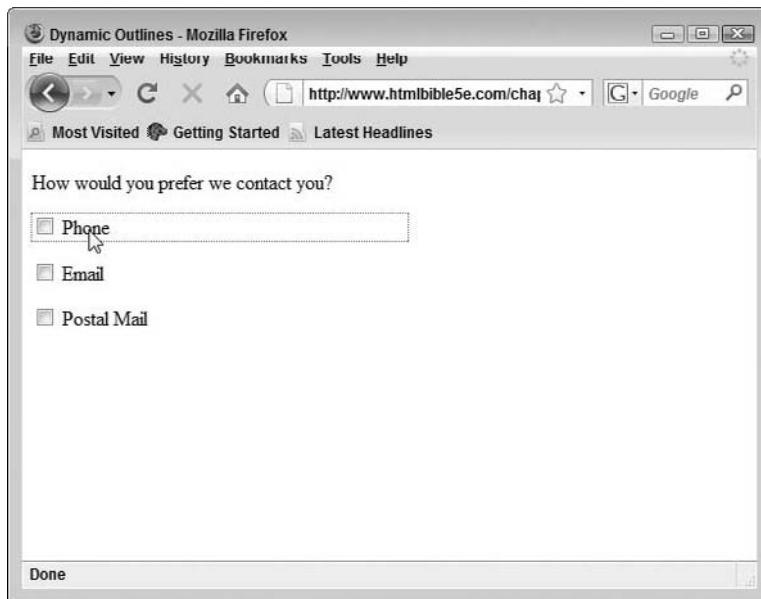 Dynamic Outlines - Mozilla Firefox
File Edit View History Bookmarks Tools Help
http://www.htmlbible5e.com/chap G Google
Most Visited Getting Started Latest Headlines
How would you prefer we contact you?
Phone
Email
Postal Mail
Done